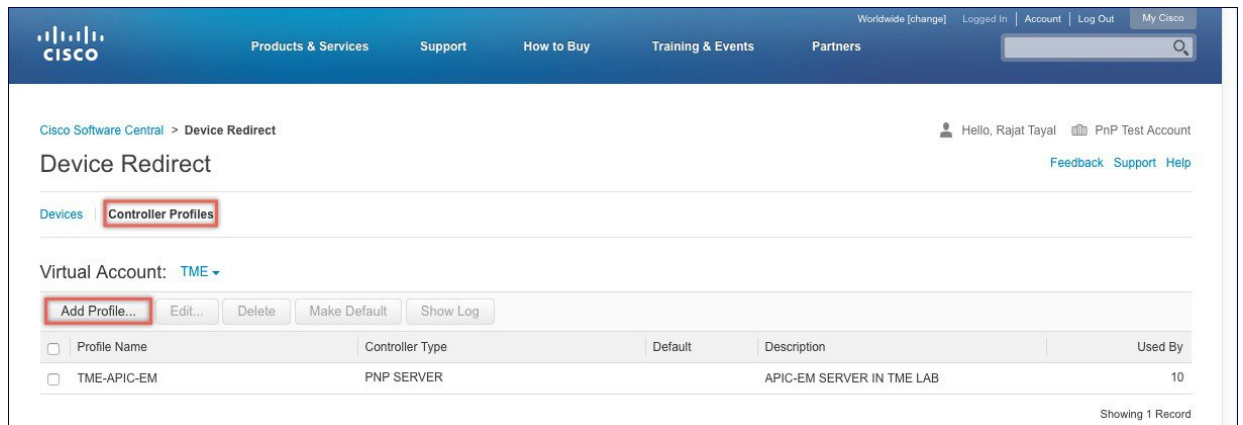 Worldwide [change] Logged In | Account | Log Out My Cisco
CISCO Products & Services Support How to Buy Training & Events Partners
Cisco Software Central > Device Redirect Hello, Rajat Tayal PnP Test Account
Device Redirect Feedback Support Help
Devices | Controller Profiles
Virtual Account: TME
Add Profile... Edit... Delete Make Default Show Log
Profile Name Controller Type Default Description Used By
TME-APIC-EM PNP SERVER APIC-EM SERVER IN TME LAB 10
Showing 1 Record